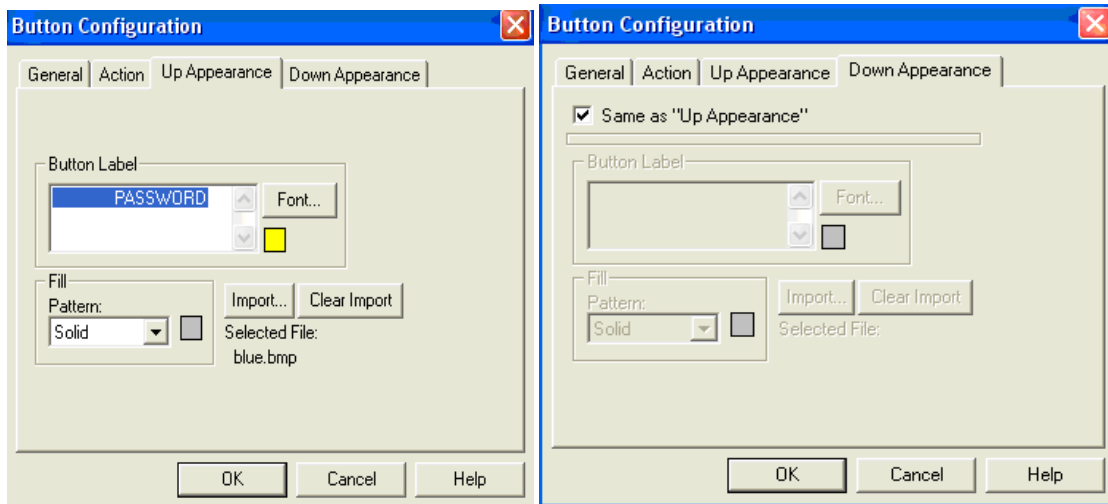 Button Configuration
General Action Up Appearance Down Appearance
Button Label
PASSWORD
Font...
Fill
Pattern:
Solid
Import... Clear Import
Selected File:
blue.bmp
OK Cancel Help
Button Configuration
General Action Up Appearance Down Appearance
Same as "Up Appearance"
Button Label
Font...
Fill
Pattern:
Solid
Import... Clear Import
Selected File:
OK Cancel Help